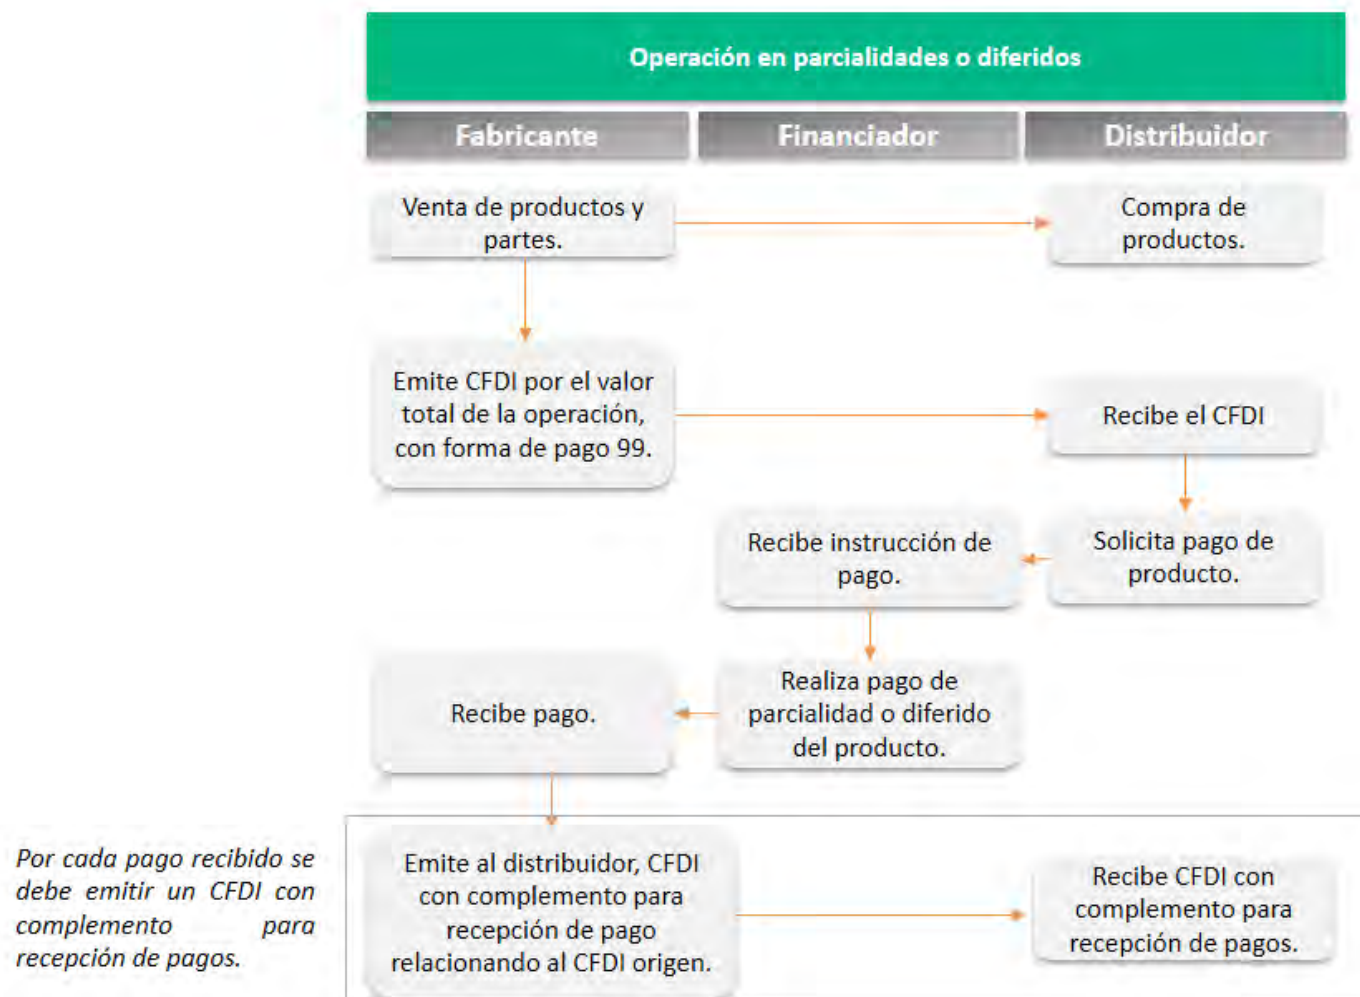 Operación en parcialidades o diferidos
Fabricante
Financiador
Distribuidor
Venta de productos y
partes.
Compra de
productos.
Emite CFDI por el valor
total de la operación,
con forma de pago 99.
Recibe el CFDI
Recibe instrucción de
pago.
Solicita pago de
producto.
Recibe pago.
Realiza pago de
parcialidad o diferido
del producto.
Por cada pago recibido se
debe emitir un CFDI con
complemento para
recepción de pagos.
Emite al distribuidor, CFDI
con complemento para
recepción de pago
relacionando al CFDI origen.
Recibe CFDI con
complemento para
recepción de pagos.